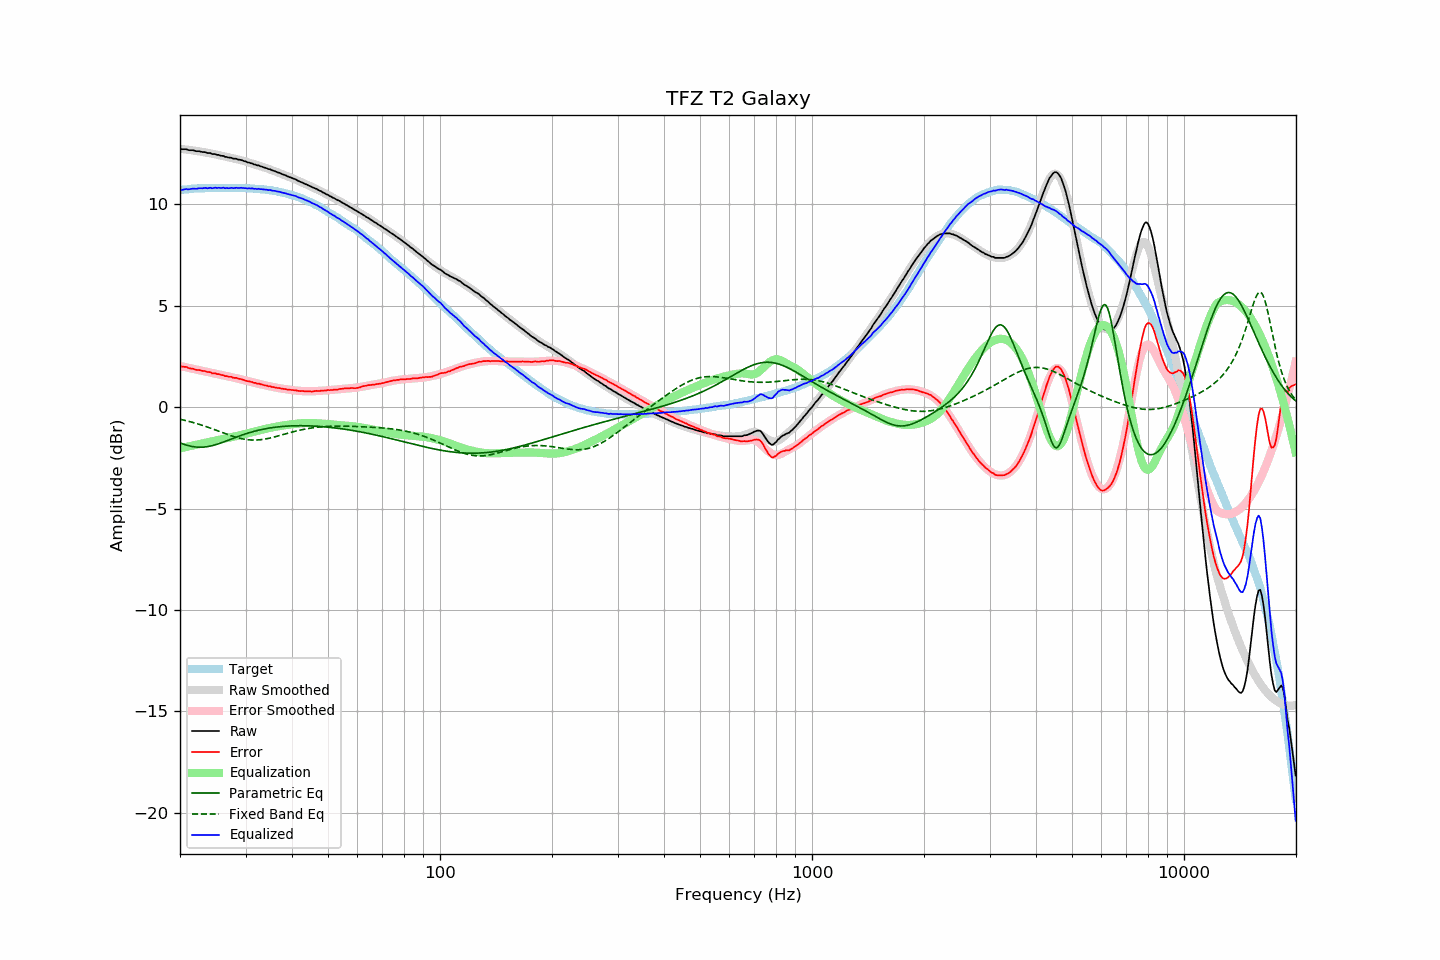 TFZ T2 Galaxy
Amplitude (dBr)
10
5
0
−5
−10
−15
−20
Target
Raw Smoothed
Error Smoothed
Raw
Error
Equalization
Parametric Eq
Fixed Band Eq
Equalized
100
1000
10000
Frequency (Hz)